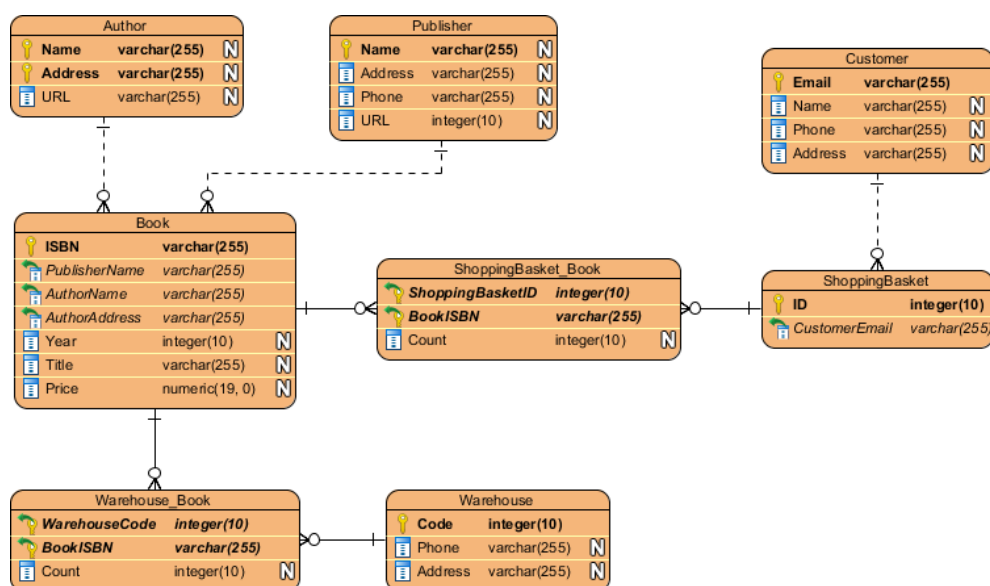 Author
Name varchar(255) N
Address varchar(255) N
URL varchar(255) N
Publisher
Name varchar(255) N
Address varchar(255) N
Phone varchar(255) N
URL integer(10) N
Customer
Email varchar(255)
Name varchar(255) N
Phone varchar(255) N
Address varchar(255) N
Book
ISBN varchar(255)
PublisherName varchar(255)
AuthorName varchar(255)
AuthorAddress varchar(255)
Year integer(10) N
Title varchar(255) N
Price numeric(19, 0) N
ShoppingBasket_Book
ShoppingBasketID integer(10)
BookISBN varchar(255)
Count integer(10) N
ShoppingBasket
ID integer(10)
CustomerEmail varchar(255)
Warehouse_Book
WarehouseCode integer(10)
BookISBN varchar(255)
Count integer(10) N
Warehouse
Code integer(10)
Phone varchar(255) N
Address varchar(255) N